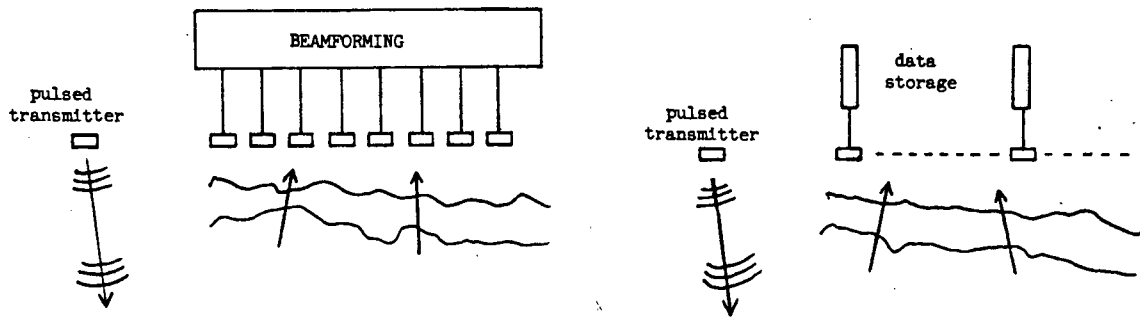 BEAMFORMING
pulsed
transmitter
data
storage
pulsed
transmitter